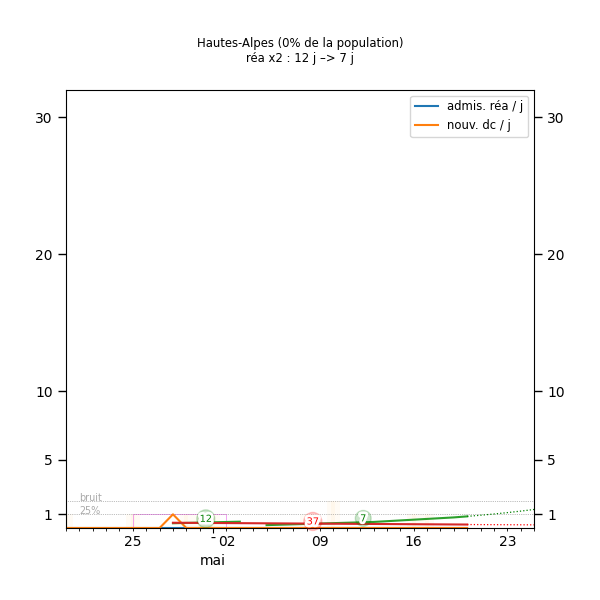 Hautes-Alpes (0% de la population)
réa x2 : 12 j –> 7 j
admis. réa / j
nouv. dc / j
30 30
20 20
10 10
5 5
bruit
25%
1 12 37 7 1
25 - 02 09 16 23
mai